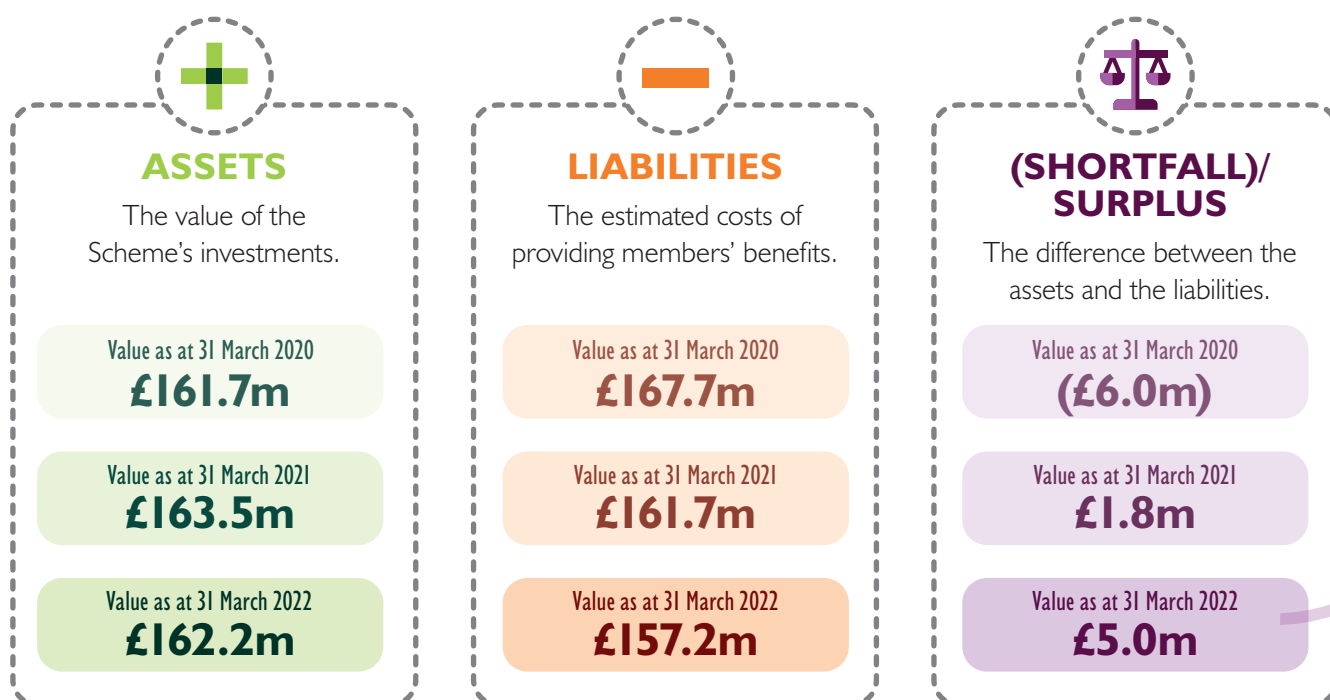 ASSETS
The value of the
Scheme’s investments.
Value as at 31 March 2020
£161.7m
Value as at 31 March 2021
£163.5m
Value as at 31 March 2022
£162.2m
LIABILITIES
The estimated costs of
providing members’ benefits.
Value as at 31 March 2020
£167.7m
Value as at 31 March 2021
£161.7m
Value as at 31 March 2022
£157.2m
(SHORTFALL)/
SURPLUS
The difference between the
assets and the liabilities.
Value as at 31 March 2020
(£6.0m)
Value as at 31 March 2021
£1.8m
Value as at 31 March 2022
£5.0m